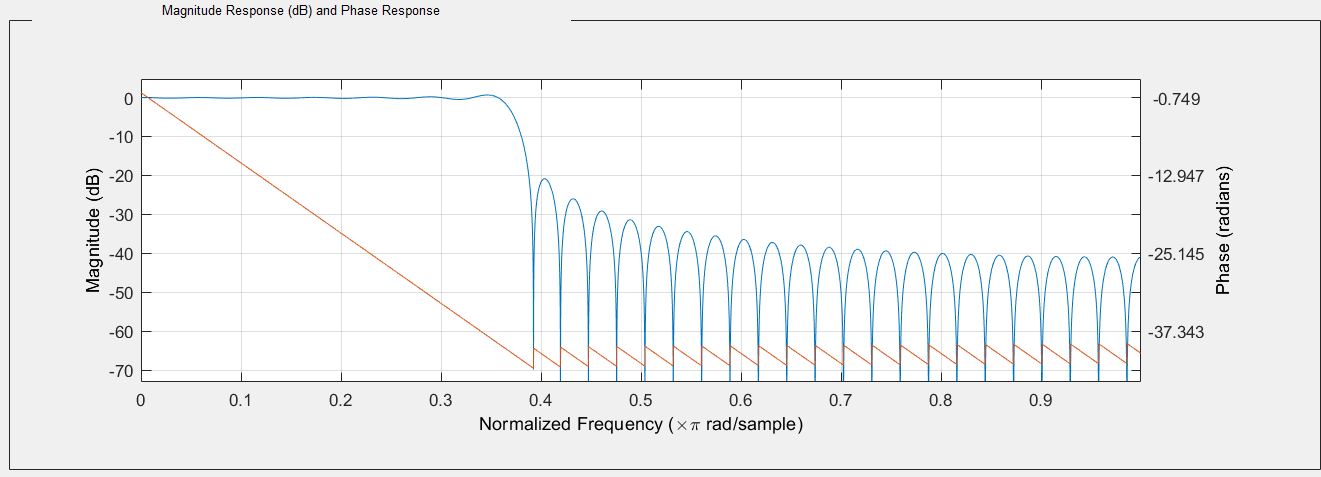 Magnitude Response (dB) and Phase Response
0
-10
-20
-30
-40
-50
-60
-70
Magnitude (dB)
-0.749
-12.947
-25.145
-37.343
Phase (radians)
0 0.1 0.2 0.3 0.4 0.5 0.6 0.7 0.8 0.9
Normalized Frequency (×π rad/sample)